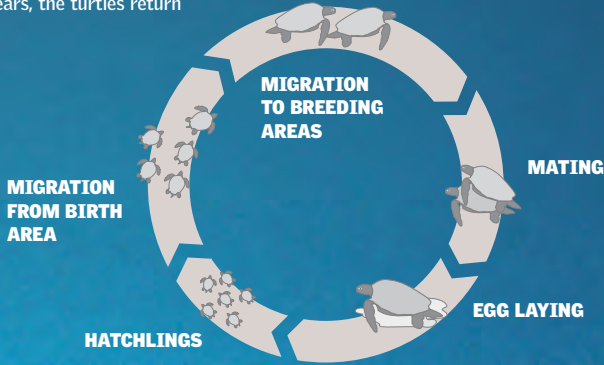 ears, the turtles return
MIGRATION
TO BREEDING
AREAS
MATING
EGG LAYING
HATCHLINGS
MIGRATION
FROM BIRTH
AREA